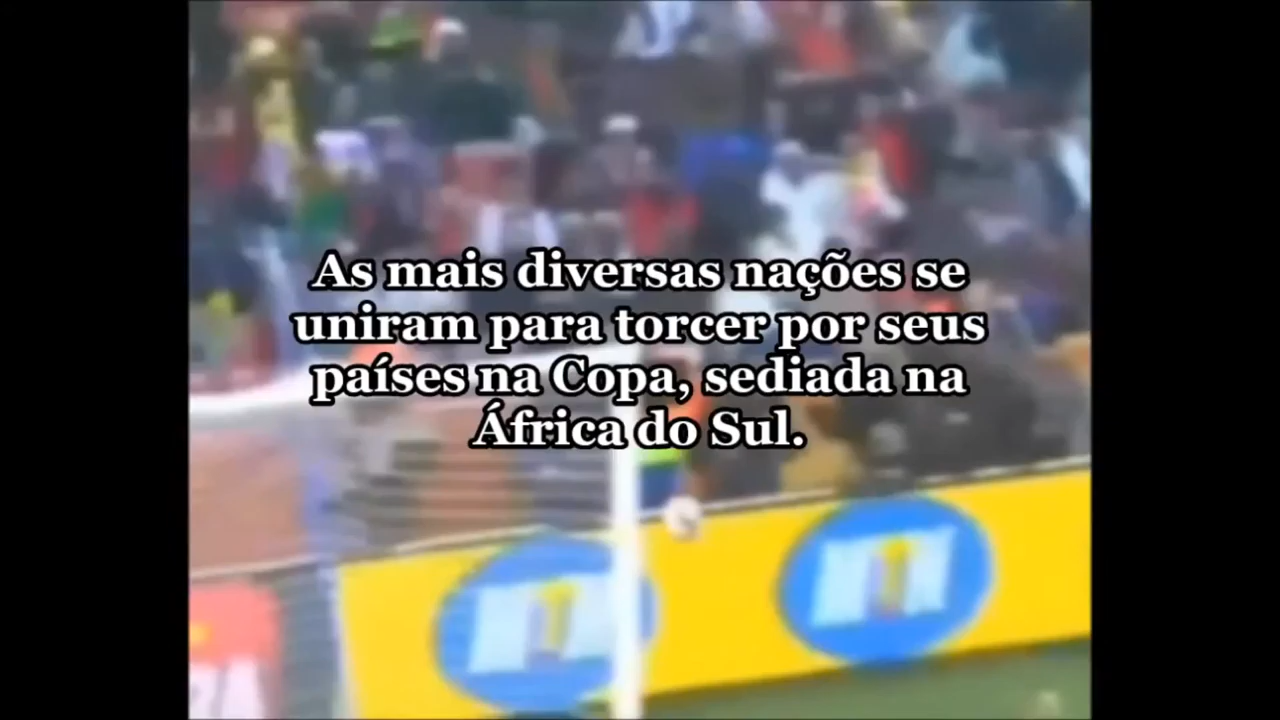 As mais diversas nações se
uniram para torcer por seus
países na Copa, sediada na
África do Sul.